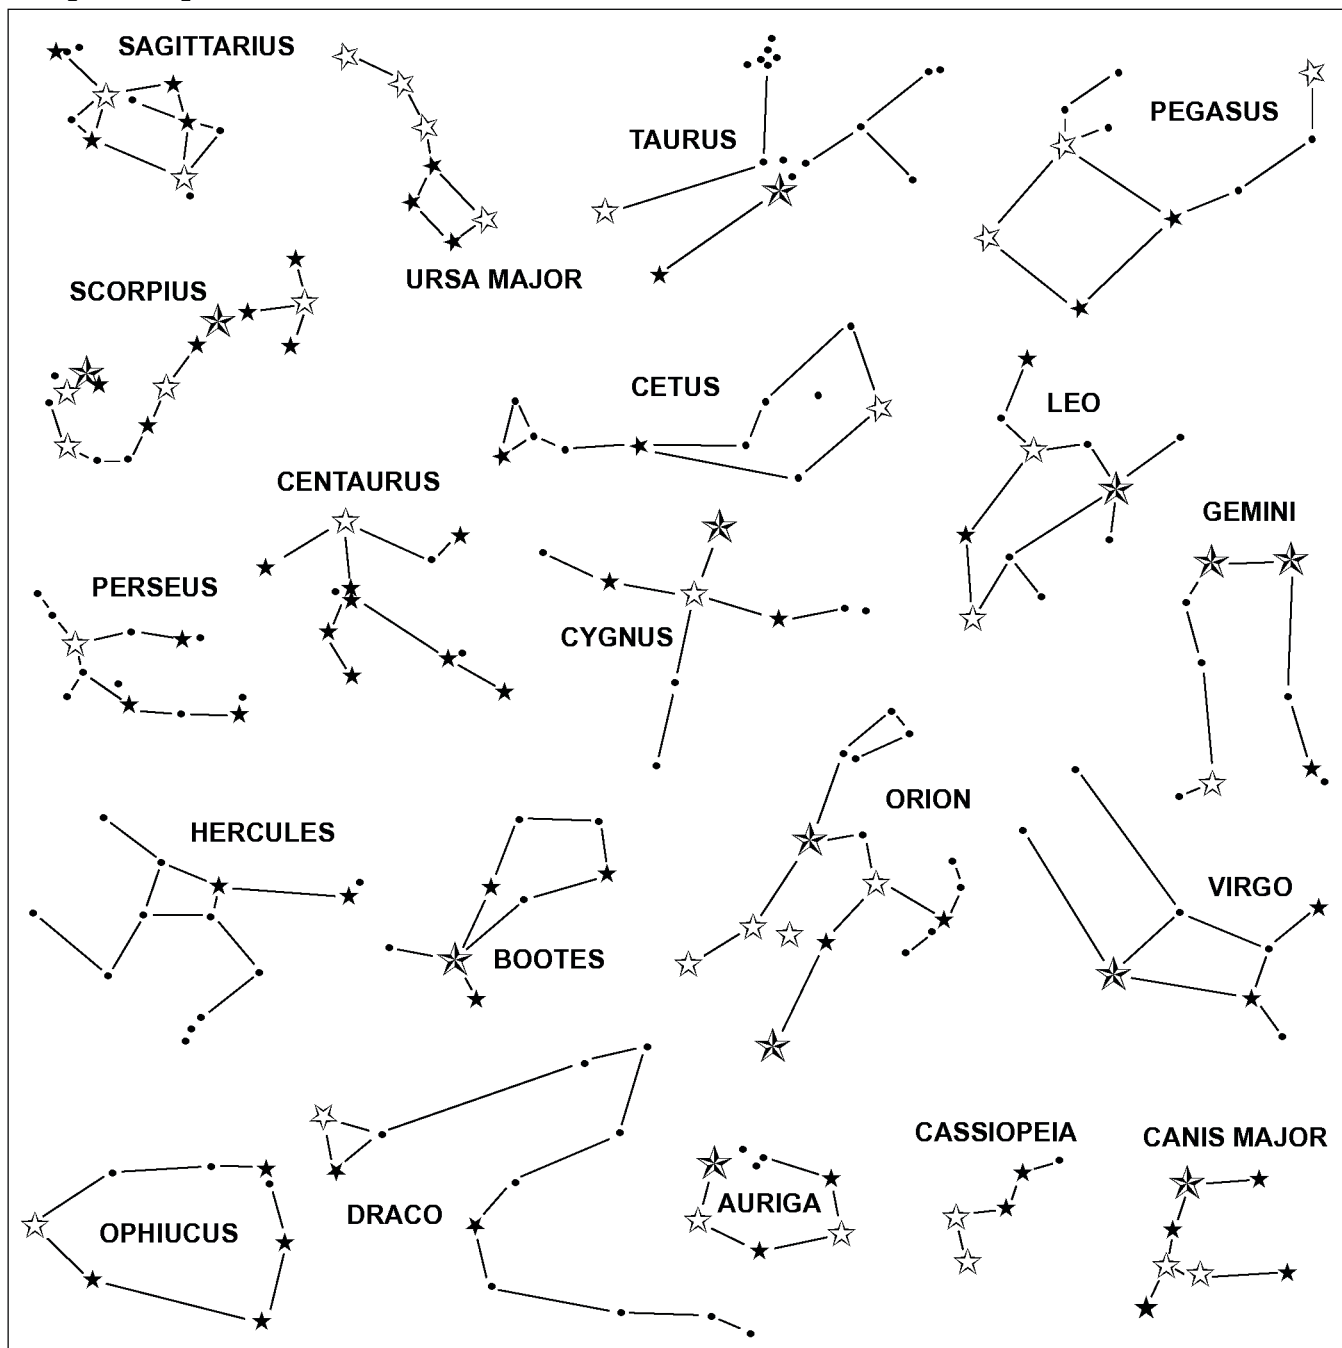 SAGITTARIUS
URSA MAJOR
TAURUS
PEGASUS
SCORPIUS
CETUS
LEO
CENTAURUS
GEMINI
PERSEUS
CYGNUS
ORION
HERCULES
BOOTES
VIRGO
CASSIOPEIA
CANIS MAJOR
OPHIUCUS
DRACO
AURIGA